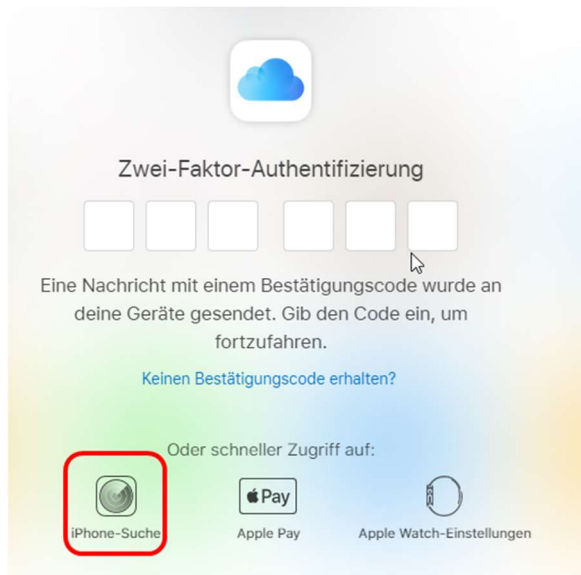 Zwei-Faktor-Authentifizierung
Eine Nachricht mit einem Bestätigungscode wurde an
deine Geräte gesendet. Gib den Code ein, um
fortzufahren.
Keinen Bestätigungscode erhalten?
Oder schneller Zugriff auf:
Pay
iPhone-Suche
Apple Pay
Apple Watch-Einstellungen